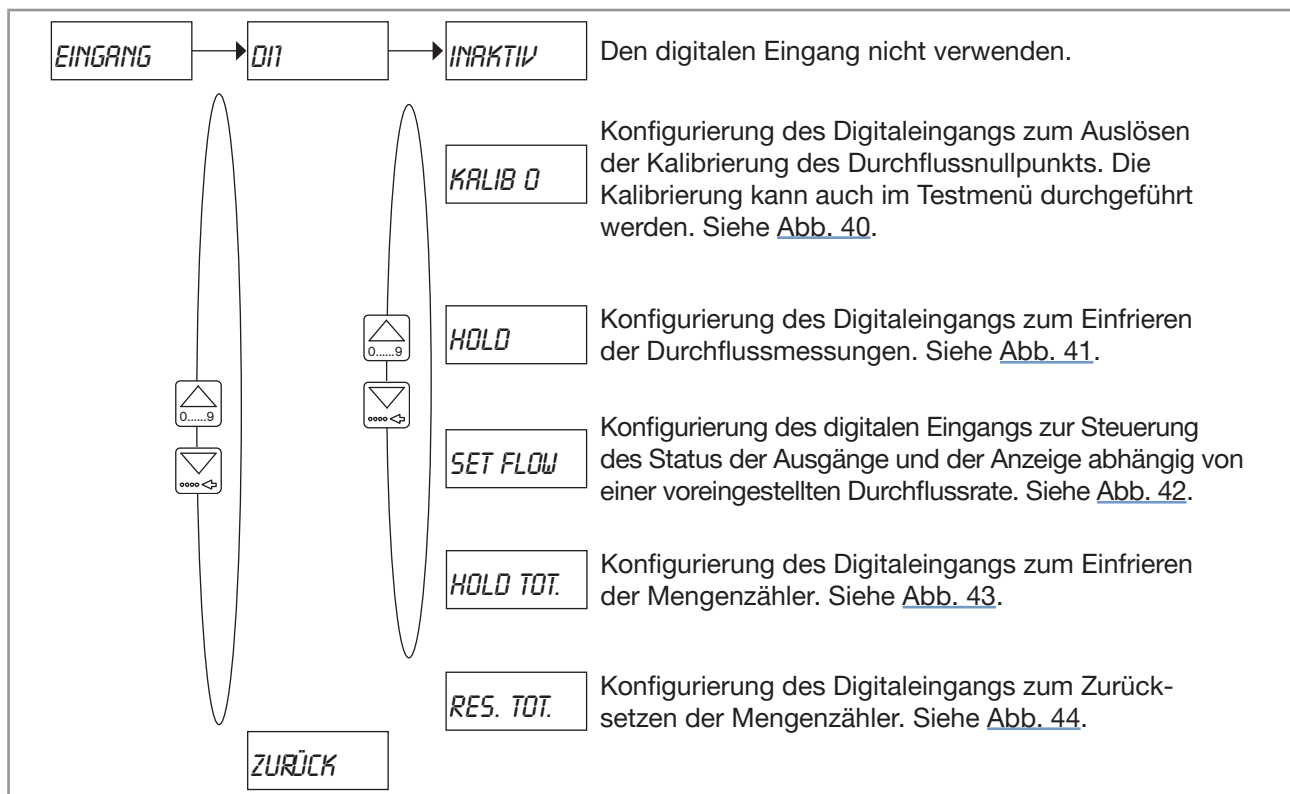 EINGANG
DI1
INAKTIV
Den digitalen Eingang nicht verwenden.
KALIB 0
Konfigurierung des Digitaleingangs zum Auslösen
der Kalibrierung des Durchflussnullpunkts. Die
Kalibrierung kann auch im Testmenü durchgeführt
werden. Siehe Abb. 40.
0......9
HOLD
Konfigurierung des Digitaleingangs zum Einfrieren
der Durchflussmessungen. Siehe Abb. 41.
0......9
SET FLOW
Konfigurierung des digitalen Eingangs zur Steuerung
des Status der Ausgänge und der Anzeige abhängig von
einer voreingestellten Durchflussrate. Siehe Abb. 42.
HOLD TOT.
Konfigurierung des Digitaleingangs zum Einfrieren
der Mengenzähler. Siehe Abb. 43.
RES. TOT.
Konfigurierung des Digitaleingangs zum Zurück-
setzen der Mengenzähler. Siehe Abb. 44.
ZURÜCK